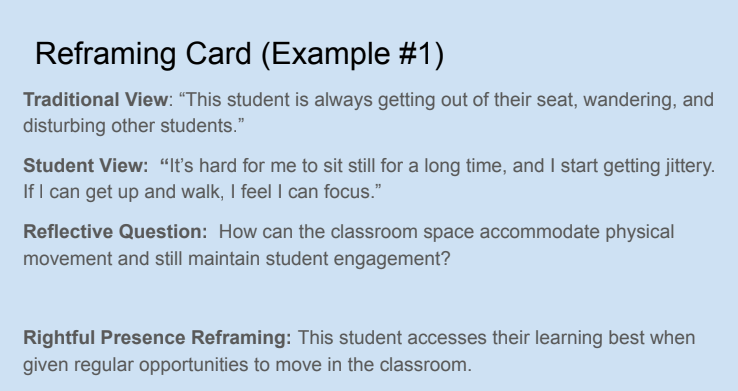 Reframing Card (Example #1)
Traditional View: “This student is always getting out of their seat, wandering, and
disturbing other students.”
Student View:  “It’s hard for me to sit still for a long time, and I start getting jittery.
If I can get up and walk, I feel I can focus.”
Reflective Question:  How can the classroom space accommodate physical
movement and still maintain student engagement?
Rightful Presence Reframing: This student accesses their learning best when
given regular opportunities to move in the classroom.